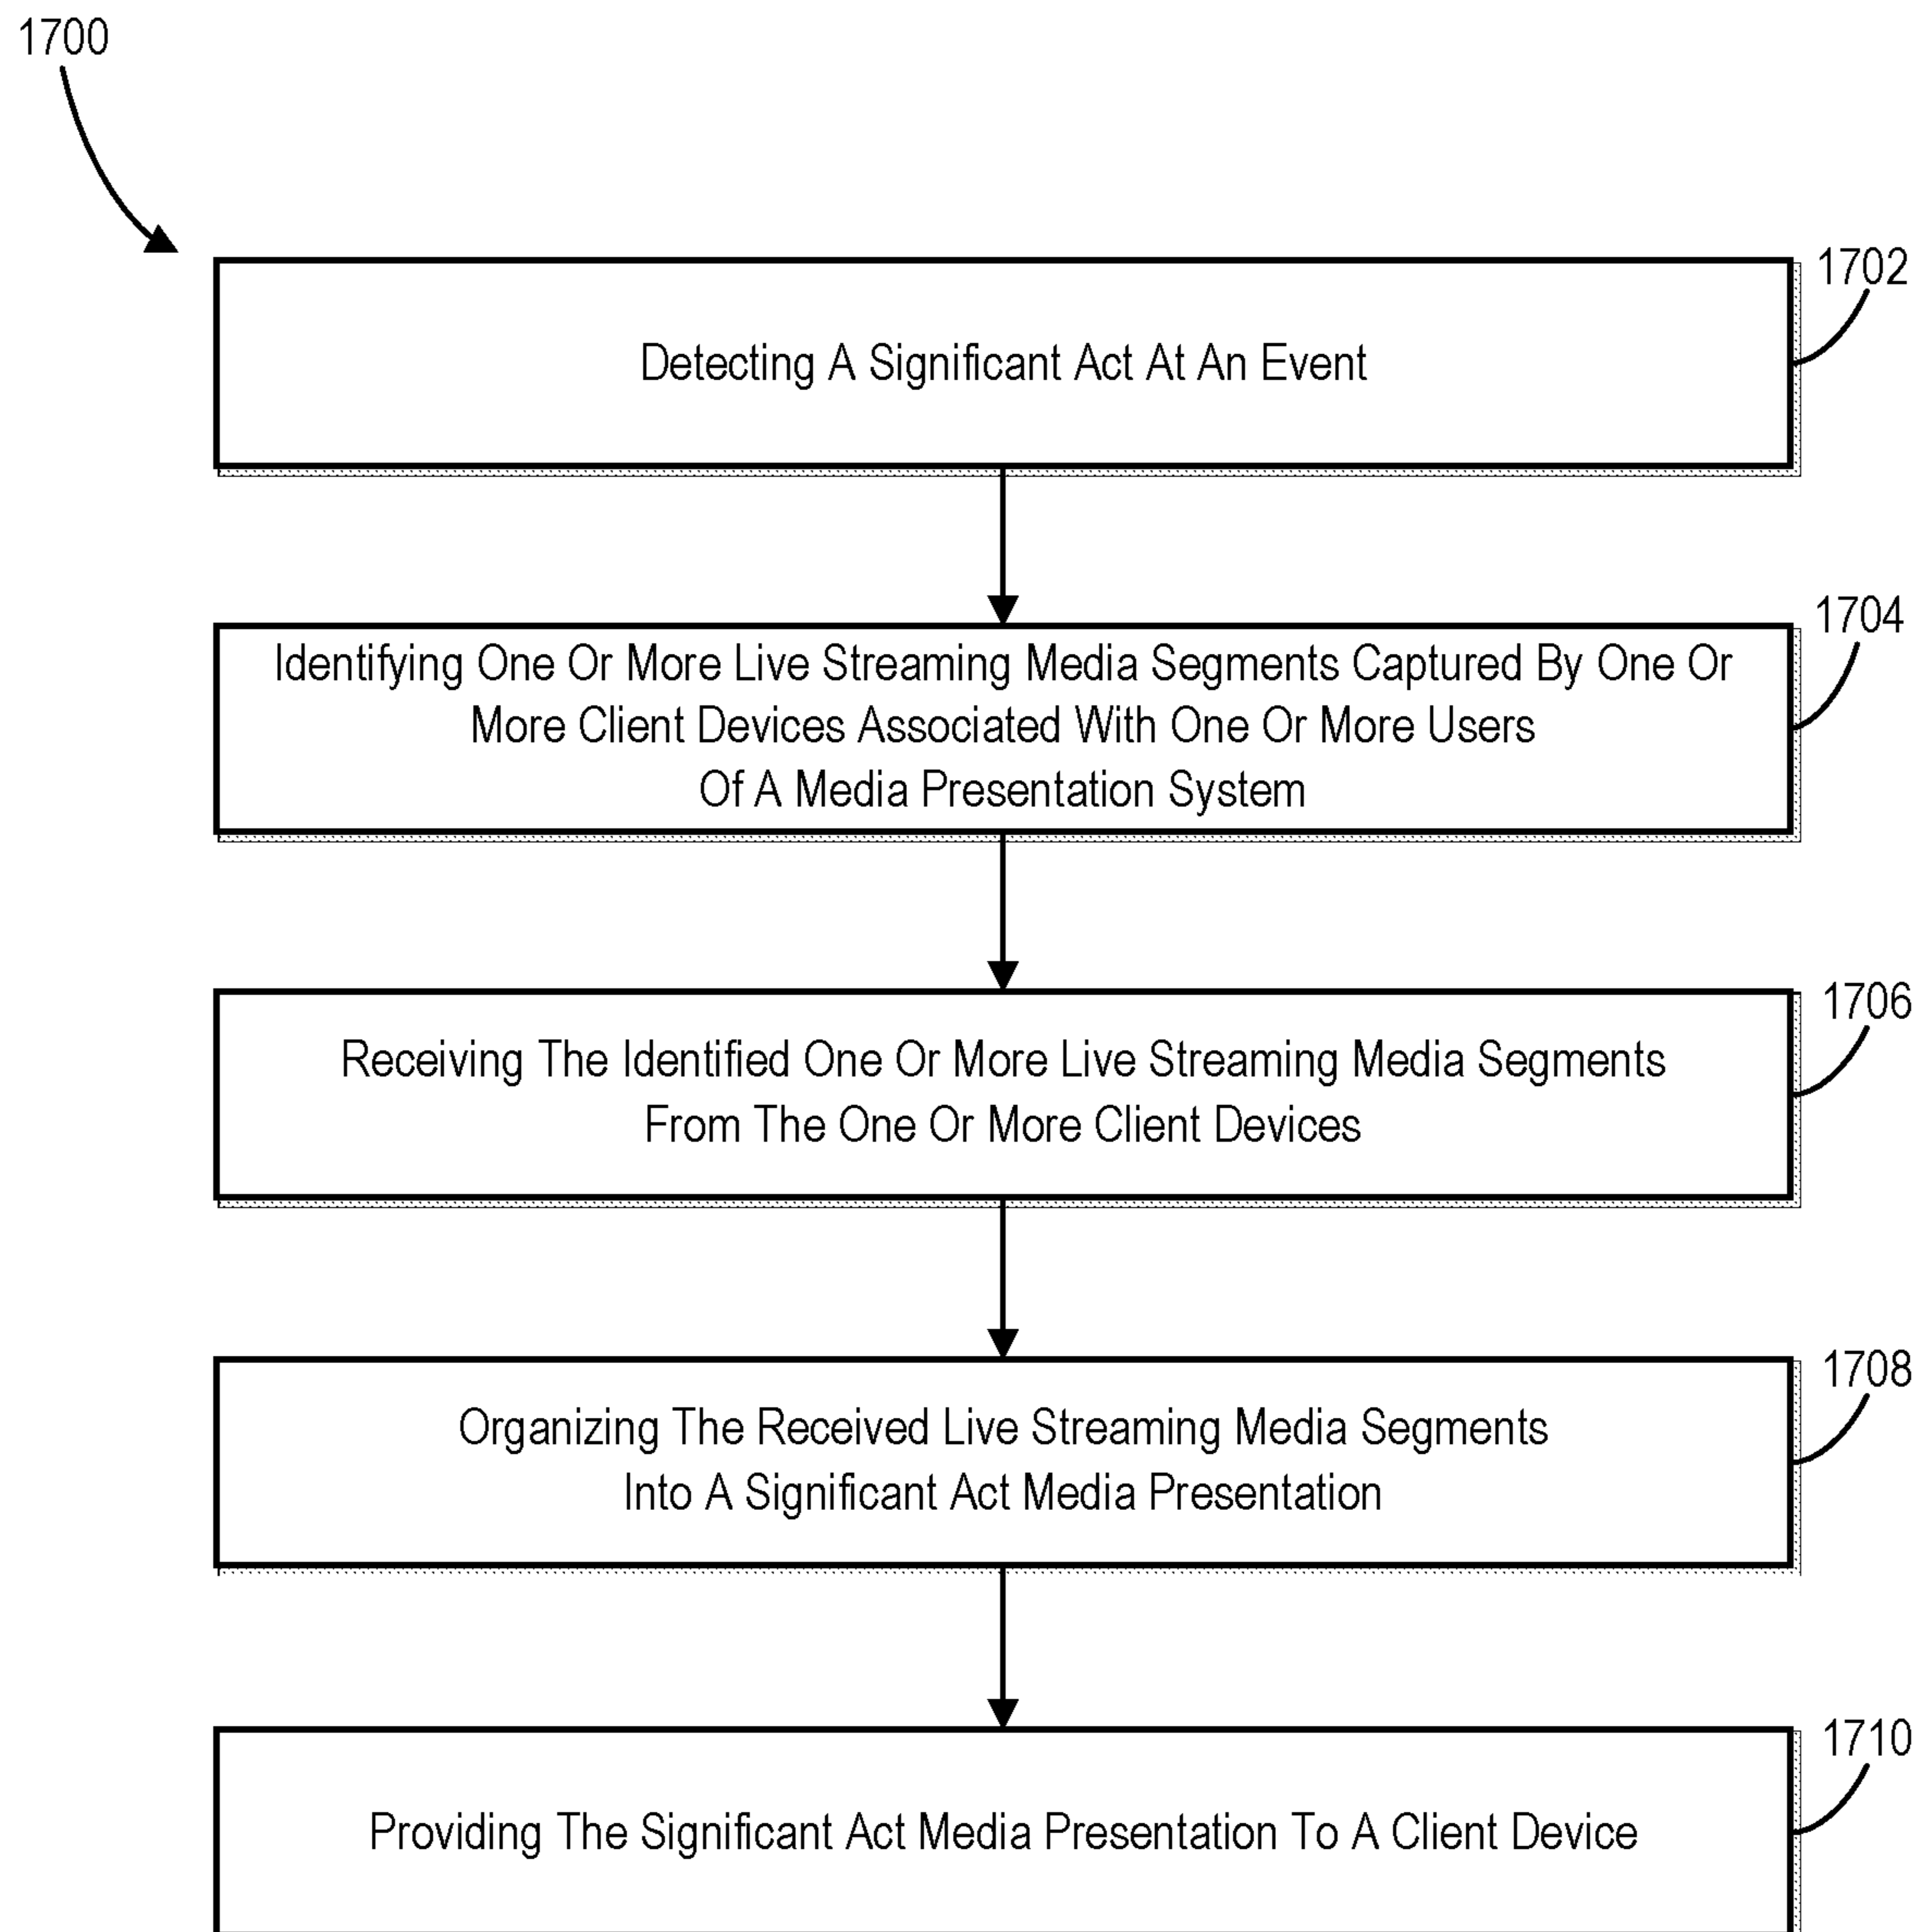 1700
1702
Detecting A Significant Act At An Event
1704
Identifying One Or More Live Streaming Media Segments Captured By One Or
More Client Devices Associated With One Or More Users
Of A Media Presentation System
1706
Receiving The Identified One Or More Live Streaming Media Segments
From The One Or More Client Devices
1708
Organizing The Received Live Streaming Media Segments
Into A Significant Act Media Presentation
1710
Providing The Significant Act Media Presentation To A Client Device